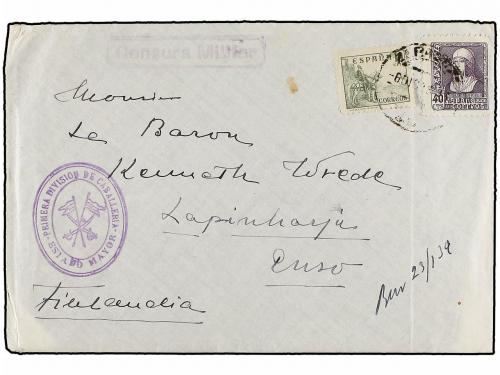 Censura Militar
ESPAÑA
CORREOS
40
Monsieur
Le Baron
Kenneth Wrede
Lapinharju
Enso
Finlandia
PRIMERA DIVISION DE CABALLERIA
ESTADO MAYOR
23/1 39